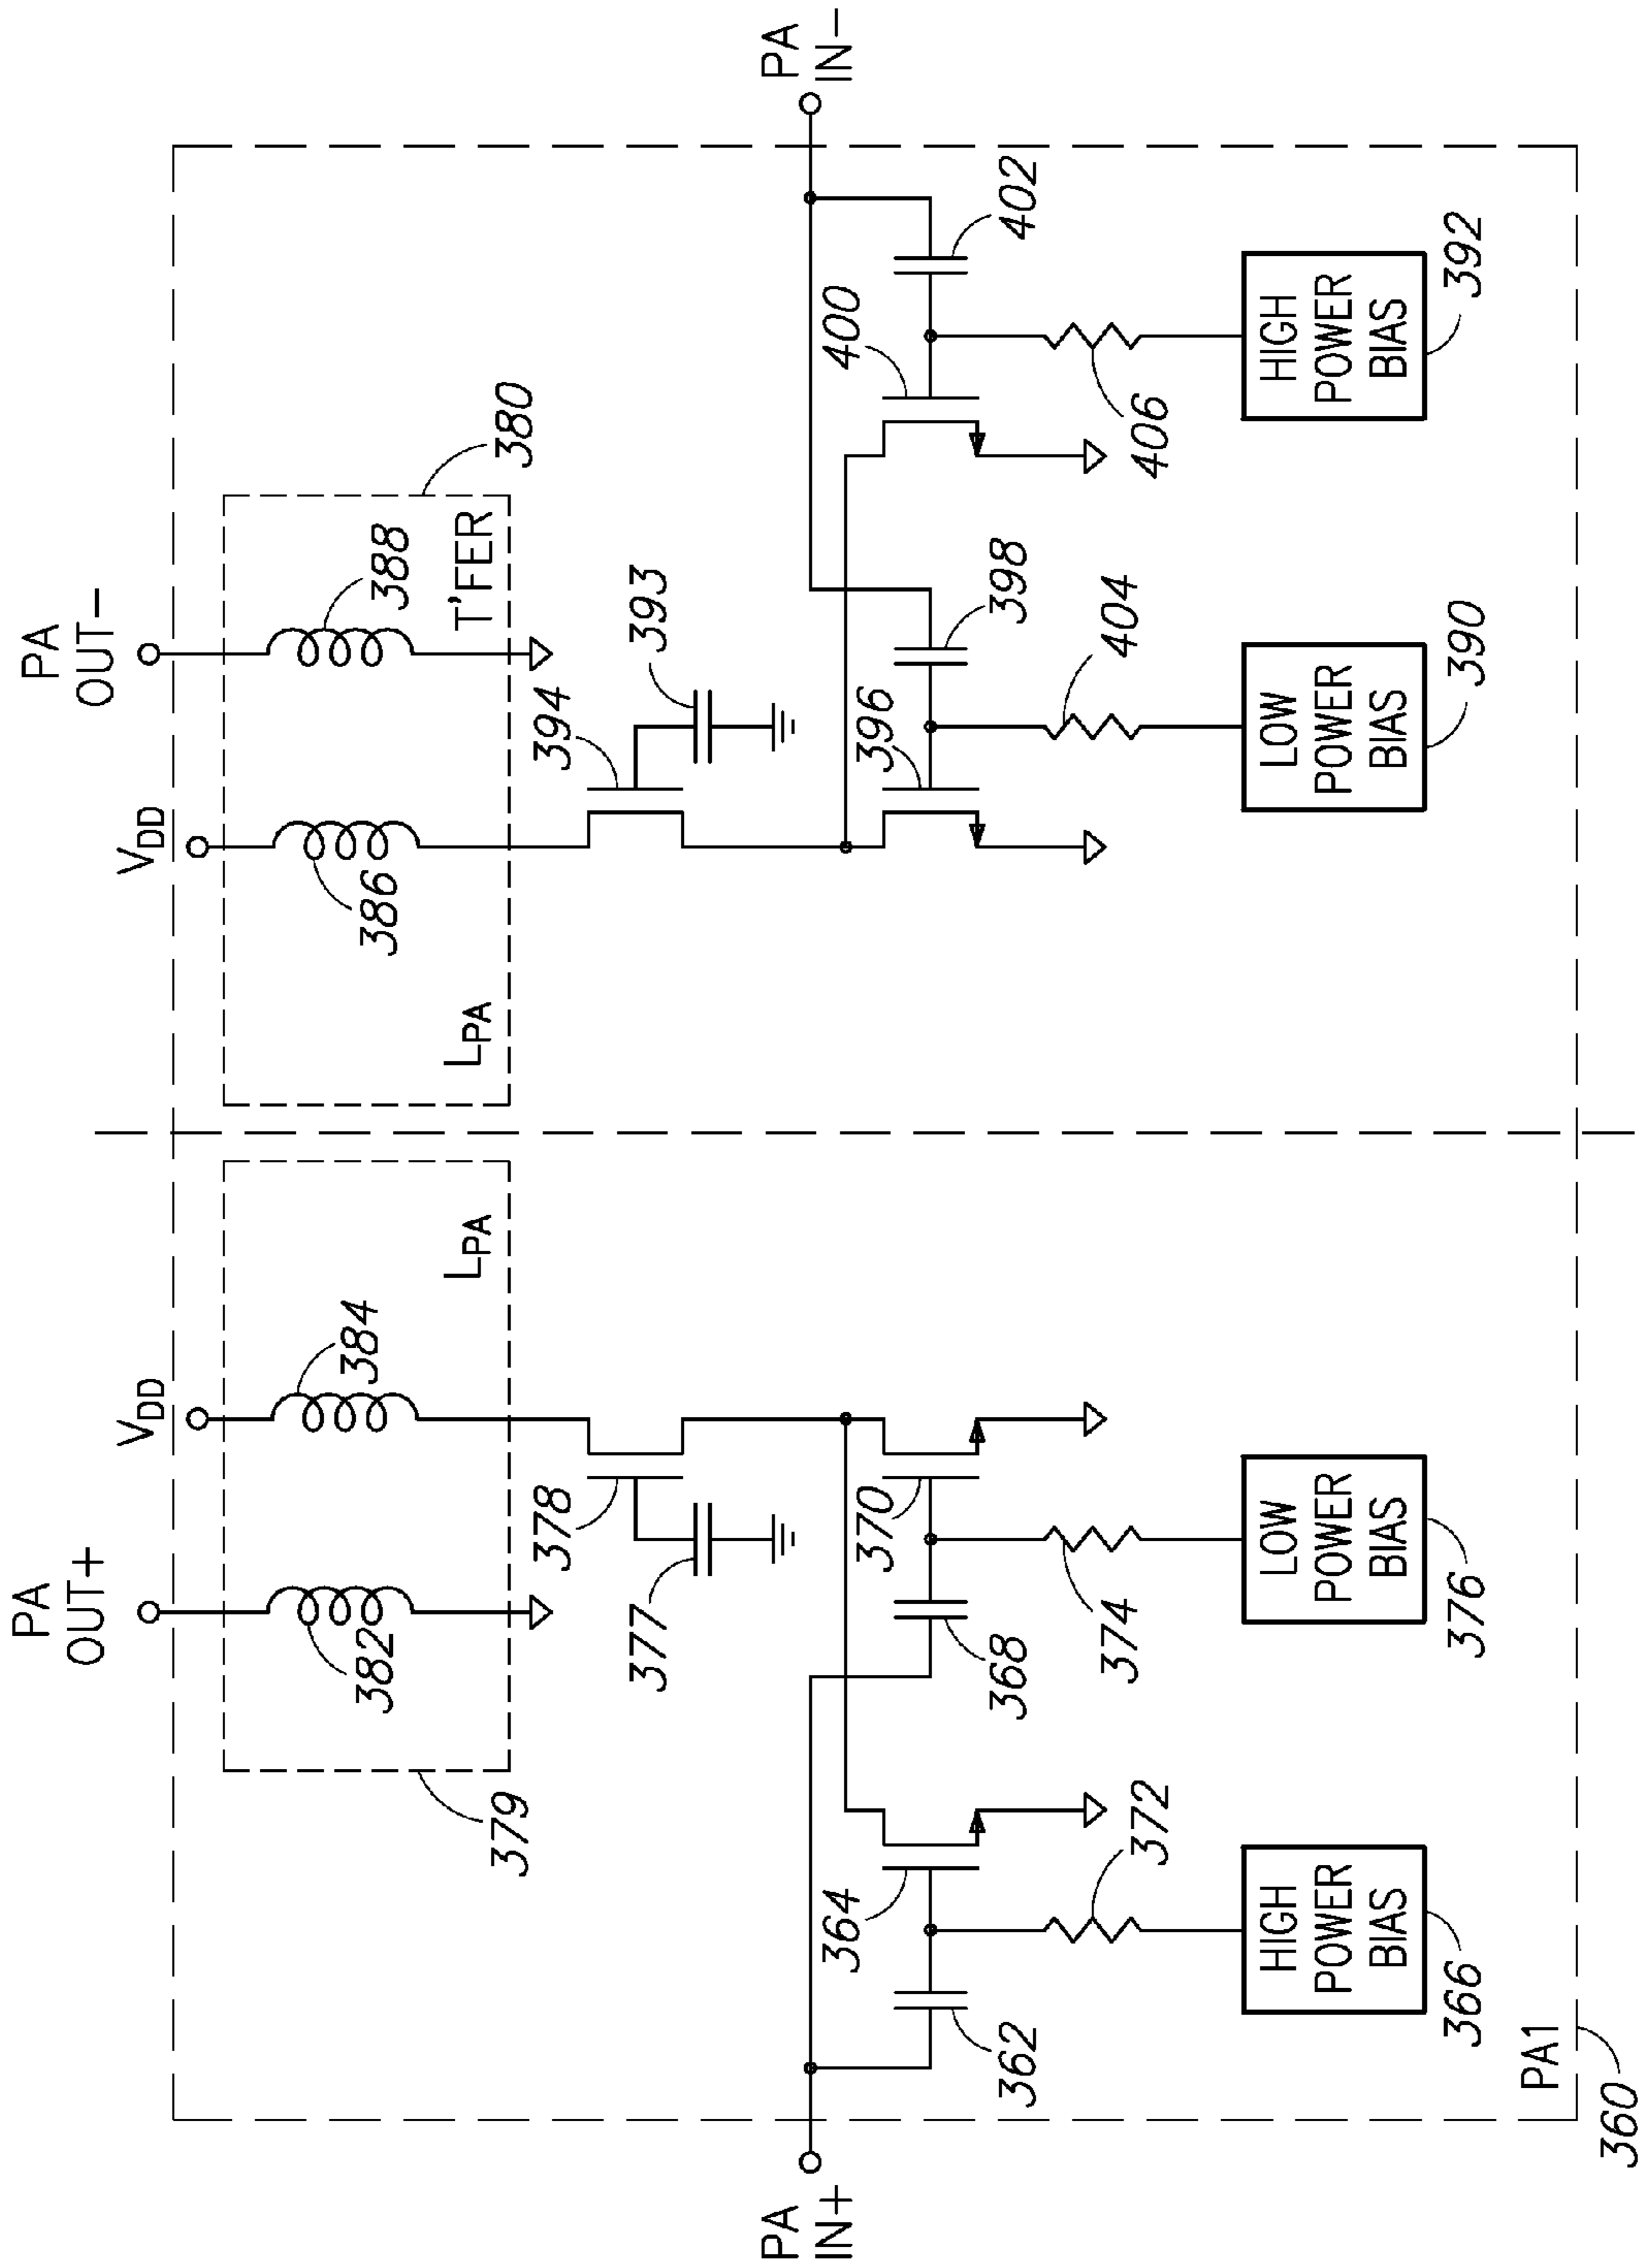 PA
OUT+
VDD
VDD
PA
OUT−
382
384
386
388
LPA
LPA
T'FER
379
380
377
378
394
393
PA
IN+
PA
IN−
362
364
368
370
396
398
400
402
372
374
404
406
HIGH
POWER
BIAS
LOW
POWER
BIAS
LOW
POWER
BIAS
HIGH
POWER
BIAS
366
376
390
392
PA1
360